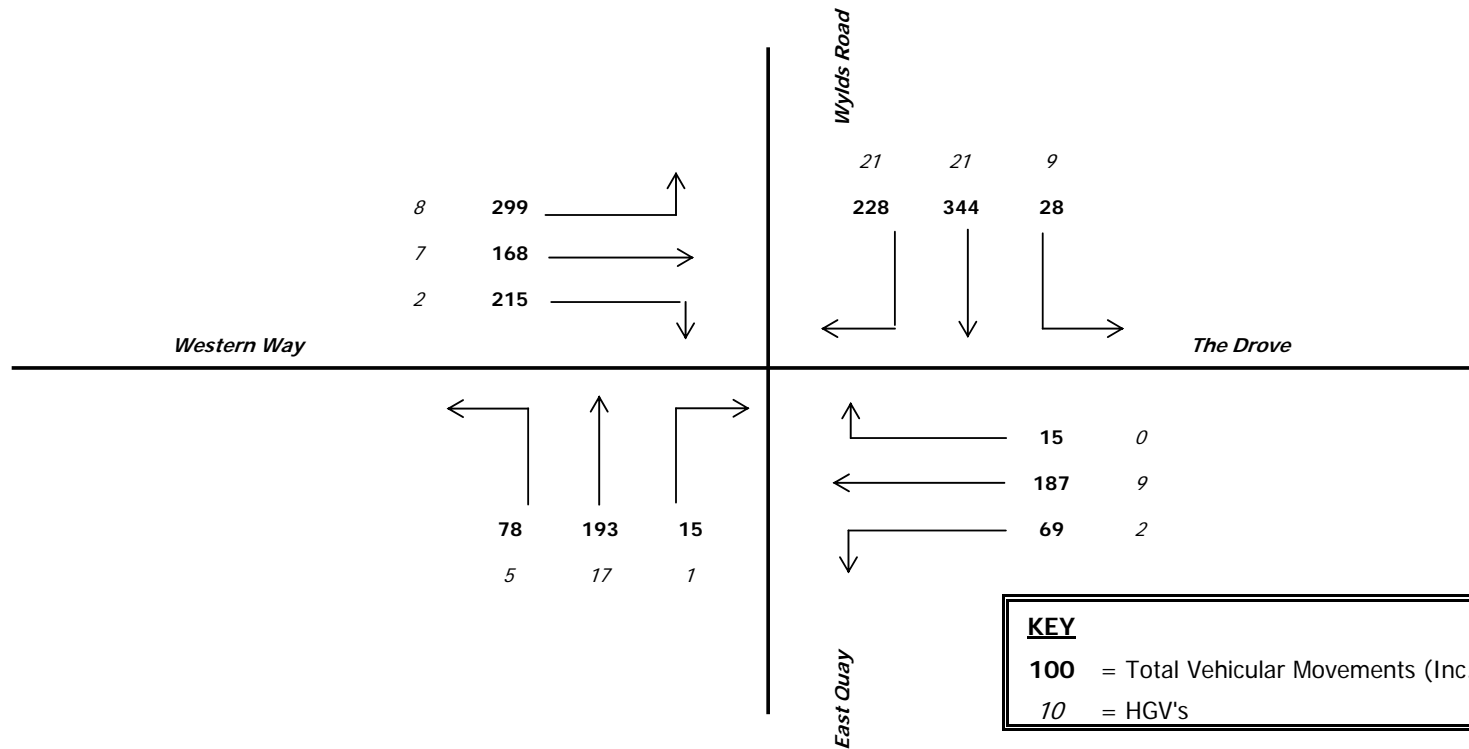 Wylds Road
21 21 9
228 344 28
8 299
7 168
2 215
Western Way
The Drove
15 0
187 9
69 2
78 193 15
5 17 1
East Quay
KEY
100 = Total Vehicular Movements (Inc.
10 = HGV's